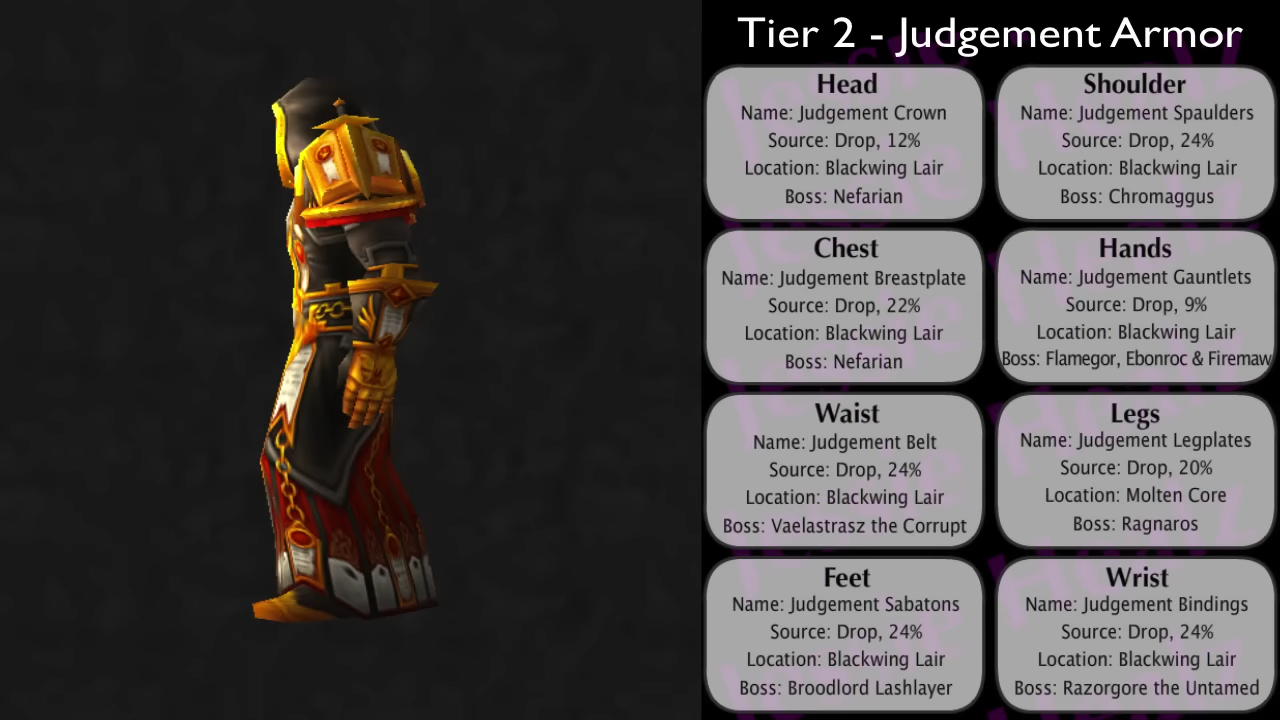 Tier 2 - Judgement Armor
Head
Name: Judgement Crown
Source: Drop, 12%
Location: Blackwing Lair
Boss: Nefarian
Shoulder
Name: Judgement Spaulders
Source: Drop, 24%
Location: Blackwing Lair
Boss: Chromaggus
Chest
Name: Judgement Breastplate
Source: Drop, 22%
Location: Blackwing Lair
Boss: Nefarian
Hands
Name: Judgement Gauntlets
Source: Drop, 9%
Location: Blackwing Lair
Boss: Flamegor, Ebonroc & Firemaw
Waist
Name: Judgement Belt
Source: Drop, 24%
Location: Blackwing Lair
Boss: Vaelastrasz the Corrupt
Legs
Name: Judgement Legplates
Source: Drop, 20%
Location: Molten Core
Boss: Ragnaros
Feet
Name: Judgement Sabatons
Source: Drop, 24%
Location: Blackwing Lair
Boss: Broodlord Lashlayer
Wrist
Name: Judgement Bindings
Source: Drop, 24%
Location: Blackwing Lair
Boss: Razorgore the Untamed